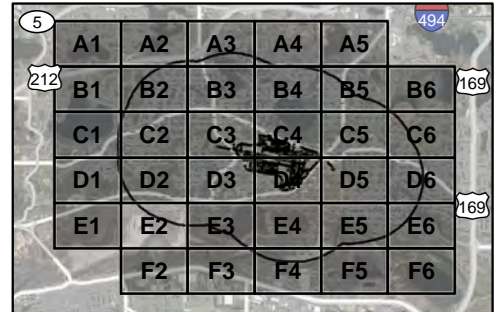 5
494
A1 A2 A3 A4 A5
212
B1 B2 B3 B4 B5 B6
169
C1 C2 C3 C4 C5 C6
D1 D2 D3 D4 D5 D6
169
E1 E2 E3 E4 E5 E6
F2 F3 F4 F5 F6